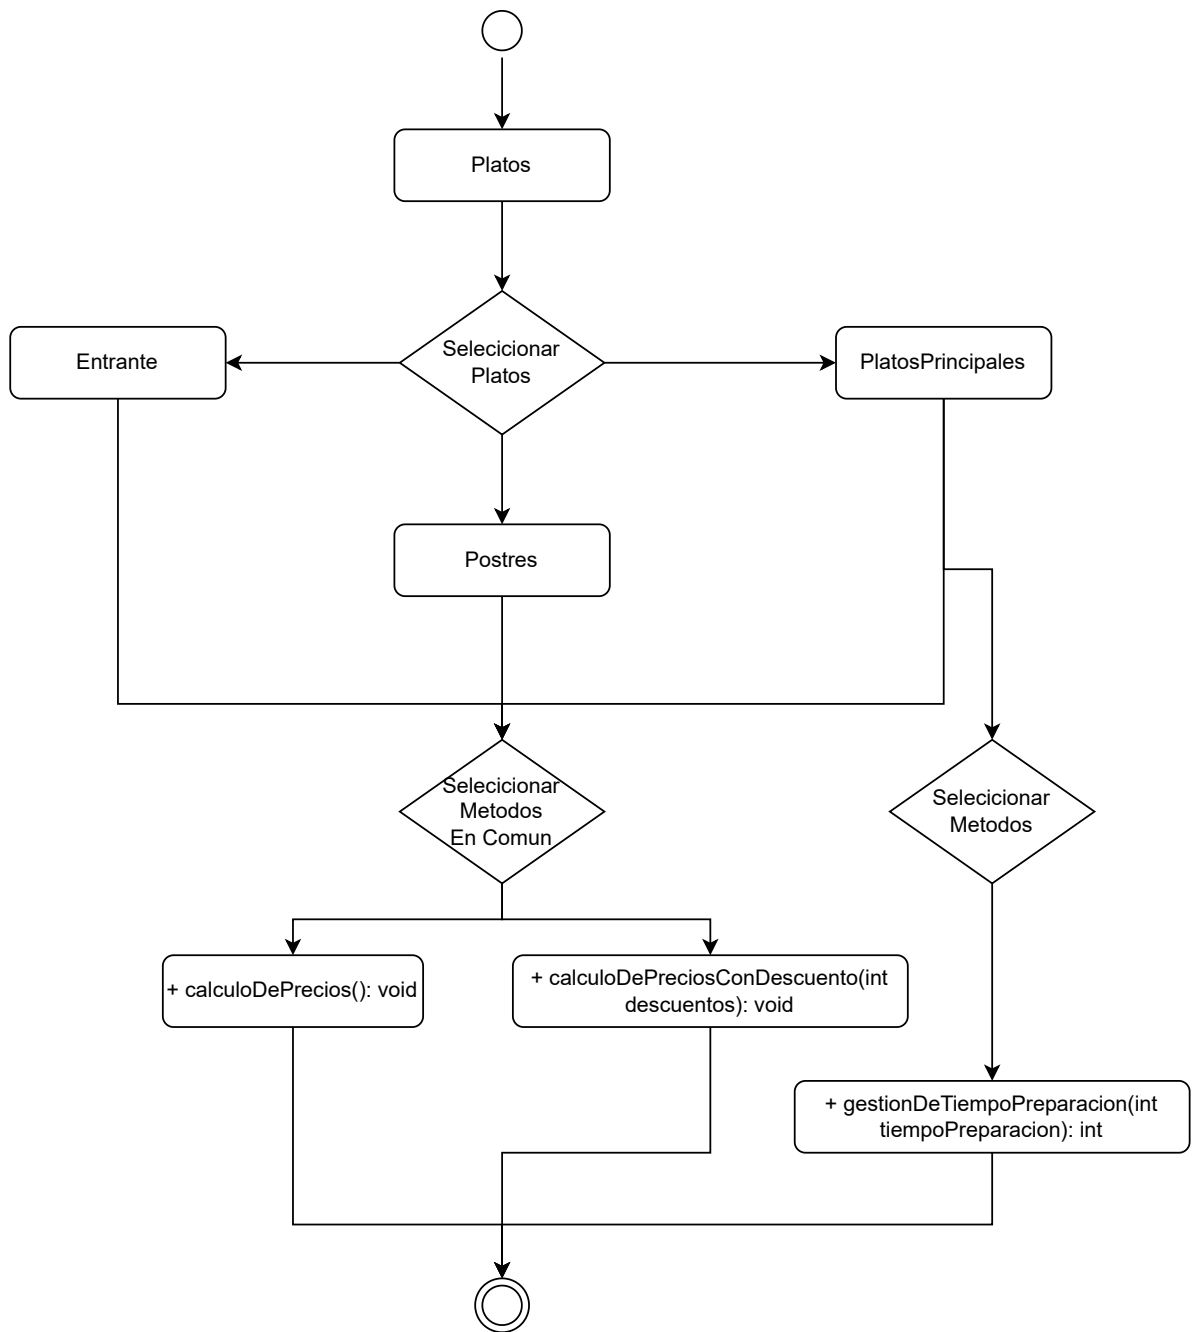 Platos
Selecicionar
Platos
Entrante
PlatosPrincipales
Postres
Selecicionar
Metodos
En Comun
Selecicionar
Metodos
+ calculoDePrecios(): void
+ calculoDePreciosConDescuento(int
descuentos): void
+ gestionDeTiempoPreparacion(int
tiempoPreparacion): int